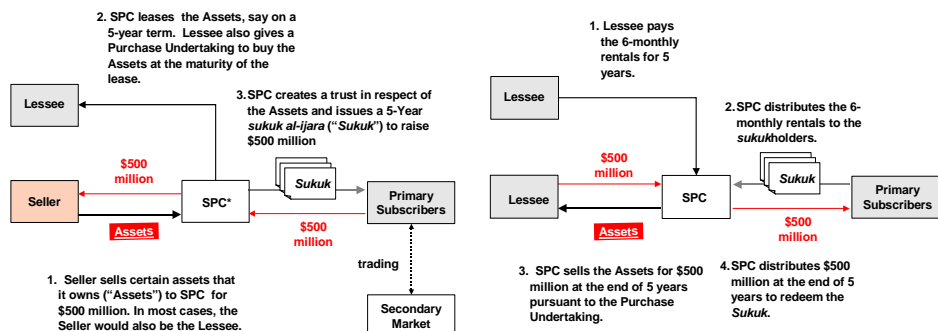 2. SPC leases the Assets, say on a
5-year term. Lessee also gives a
Purchase Undertaking to buy the
Assets at the maturity of the
lease.
Lessee
3.SPC creates a trust in respect of
the Assets and issues a 5-Year
sukuk al-ijara (“Sukuk”) to raise
$500 million
$500
million
Sukuk
Seller
SPC*
Primary
Subscribers
Assets
$500
million
trading
1. Seller sells certain assets that
it owns (“Assets”) to SPC for
$500 million. In most cases, the
Seller would also be the Lessee.
Secondary
Market
1. Lessee pays
the 6-monthly
rentals for 5
years.
Lessee
2.SPC distributes the 6-
monthly rentals to the
sukukholders.
$500
million
Sukuk
Lessee
SPC
Primary
Subscribers
Assets
$500
million
3. SPC sells the Assets for $500
million at the end of 5 years
pursuant to the Purchase
Undertaking.
4.SPC distributes $500
million at the end of 5
years to redeem the
Sukuk.